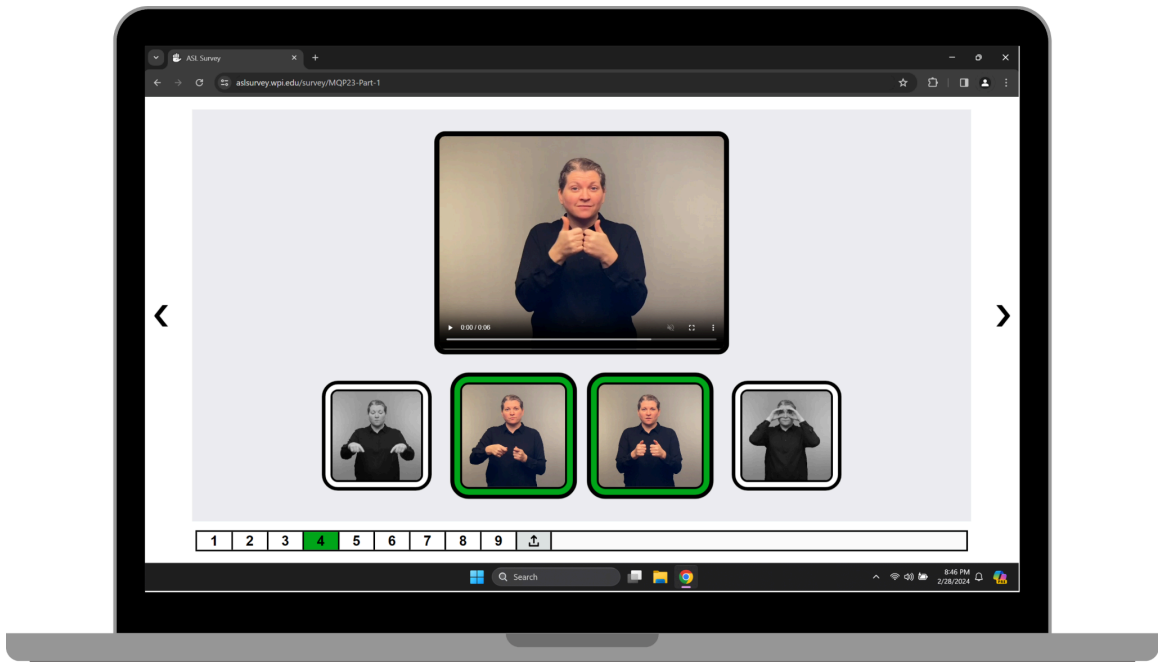 ASL Survey
aslsurvey.wpi.edu/survey/MQP23-Part-1
0:00 / 0:06
1 2 3 4 5 6 7 8 9
Search
8:46 PM
2/28/2024